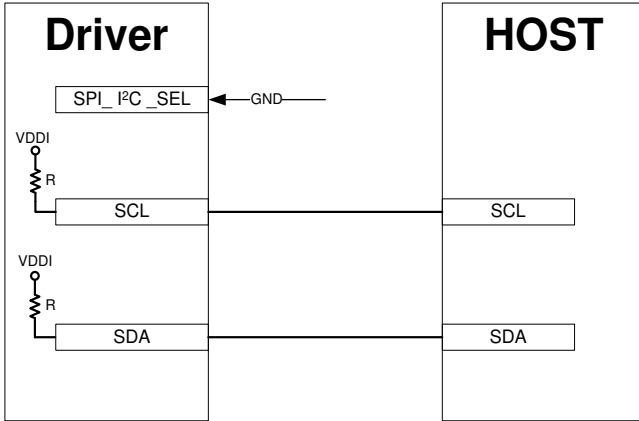 Driver
HOST
SPI_ I²C _SEL
GND
VDDI
R
SCL
SCL
VDDI
R
SDA
SDA